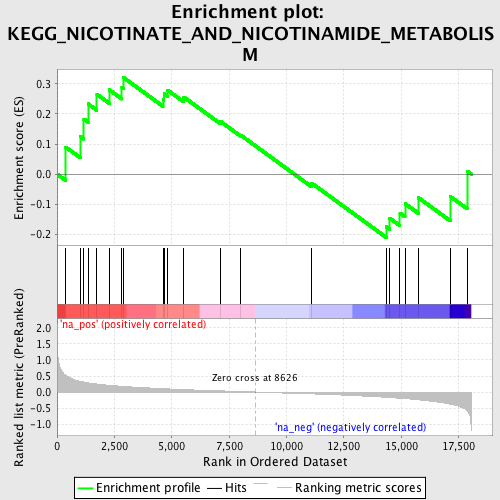 Enrichment plot:
KEGG_NICOTINATE_AND_NICOTINAMIDE_METABOLIS
M
Enrichment score (ES)
0.3
0.2
0.1
0.0
-0.1
-0.2
'na_pos' (positively correlated)
Ranked list metric (PreRanked)
2.0
1.5
1.0
0.5
0.0
-0.5
-1.0
Zero cross at 8626
'na_neg' (negatively correlated)
0
2,500
5,000
7,500
10,000
12,500
15,000
17,500
Rank in Ordered Dataset
Enrichment profile
Hits
Ranking metric scores